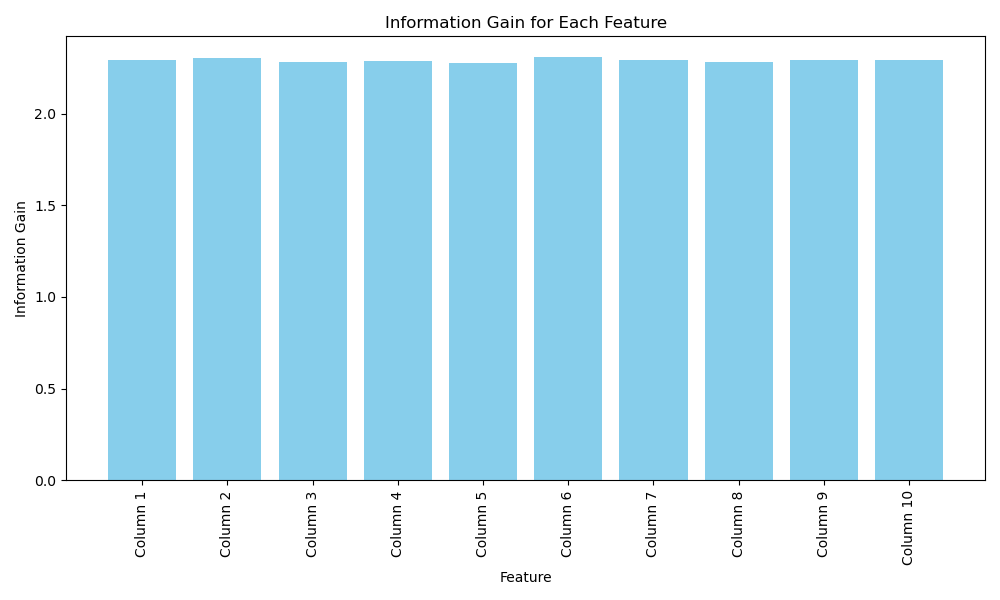 Information Gain for Each Feature
Information Gain
2.0
1.5
1.0
0.5
0.0
Column 1
Column 2
Column 3
Column 4
Column 5
Column 6
Column 7
Column 8
Column 9
Column 10
Feature